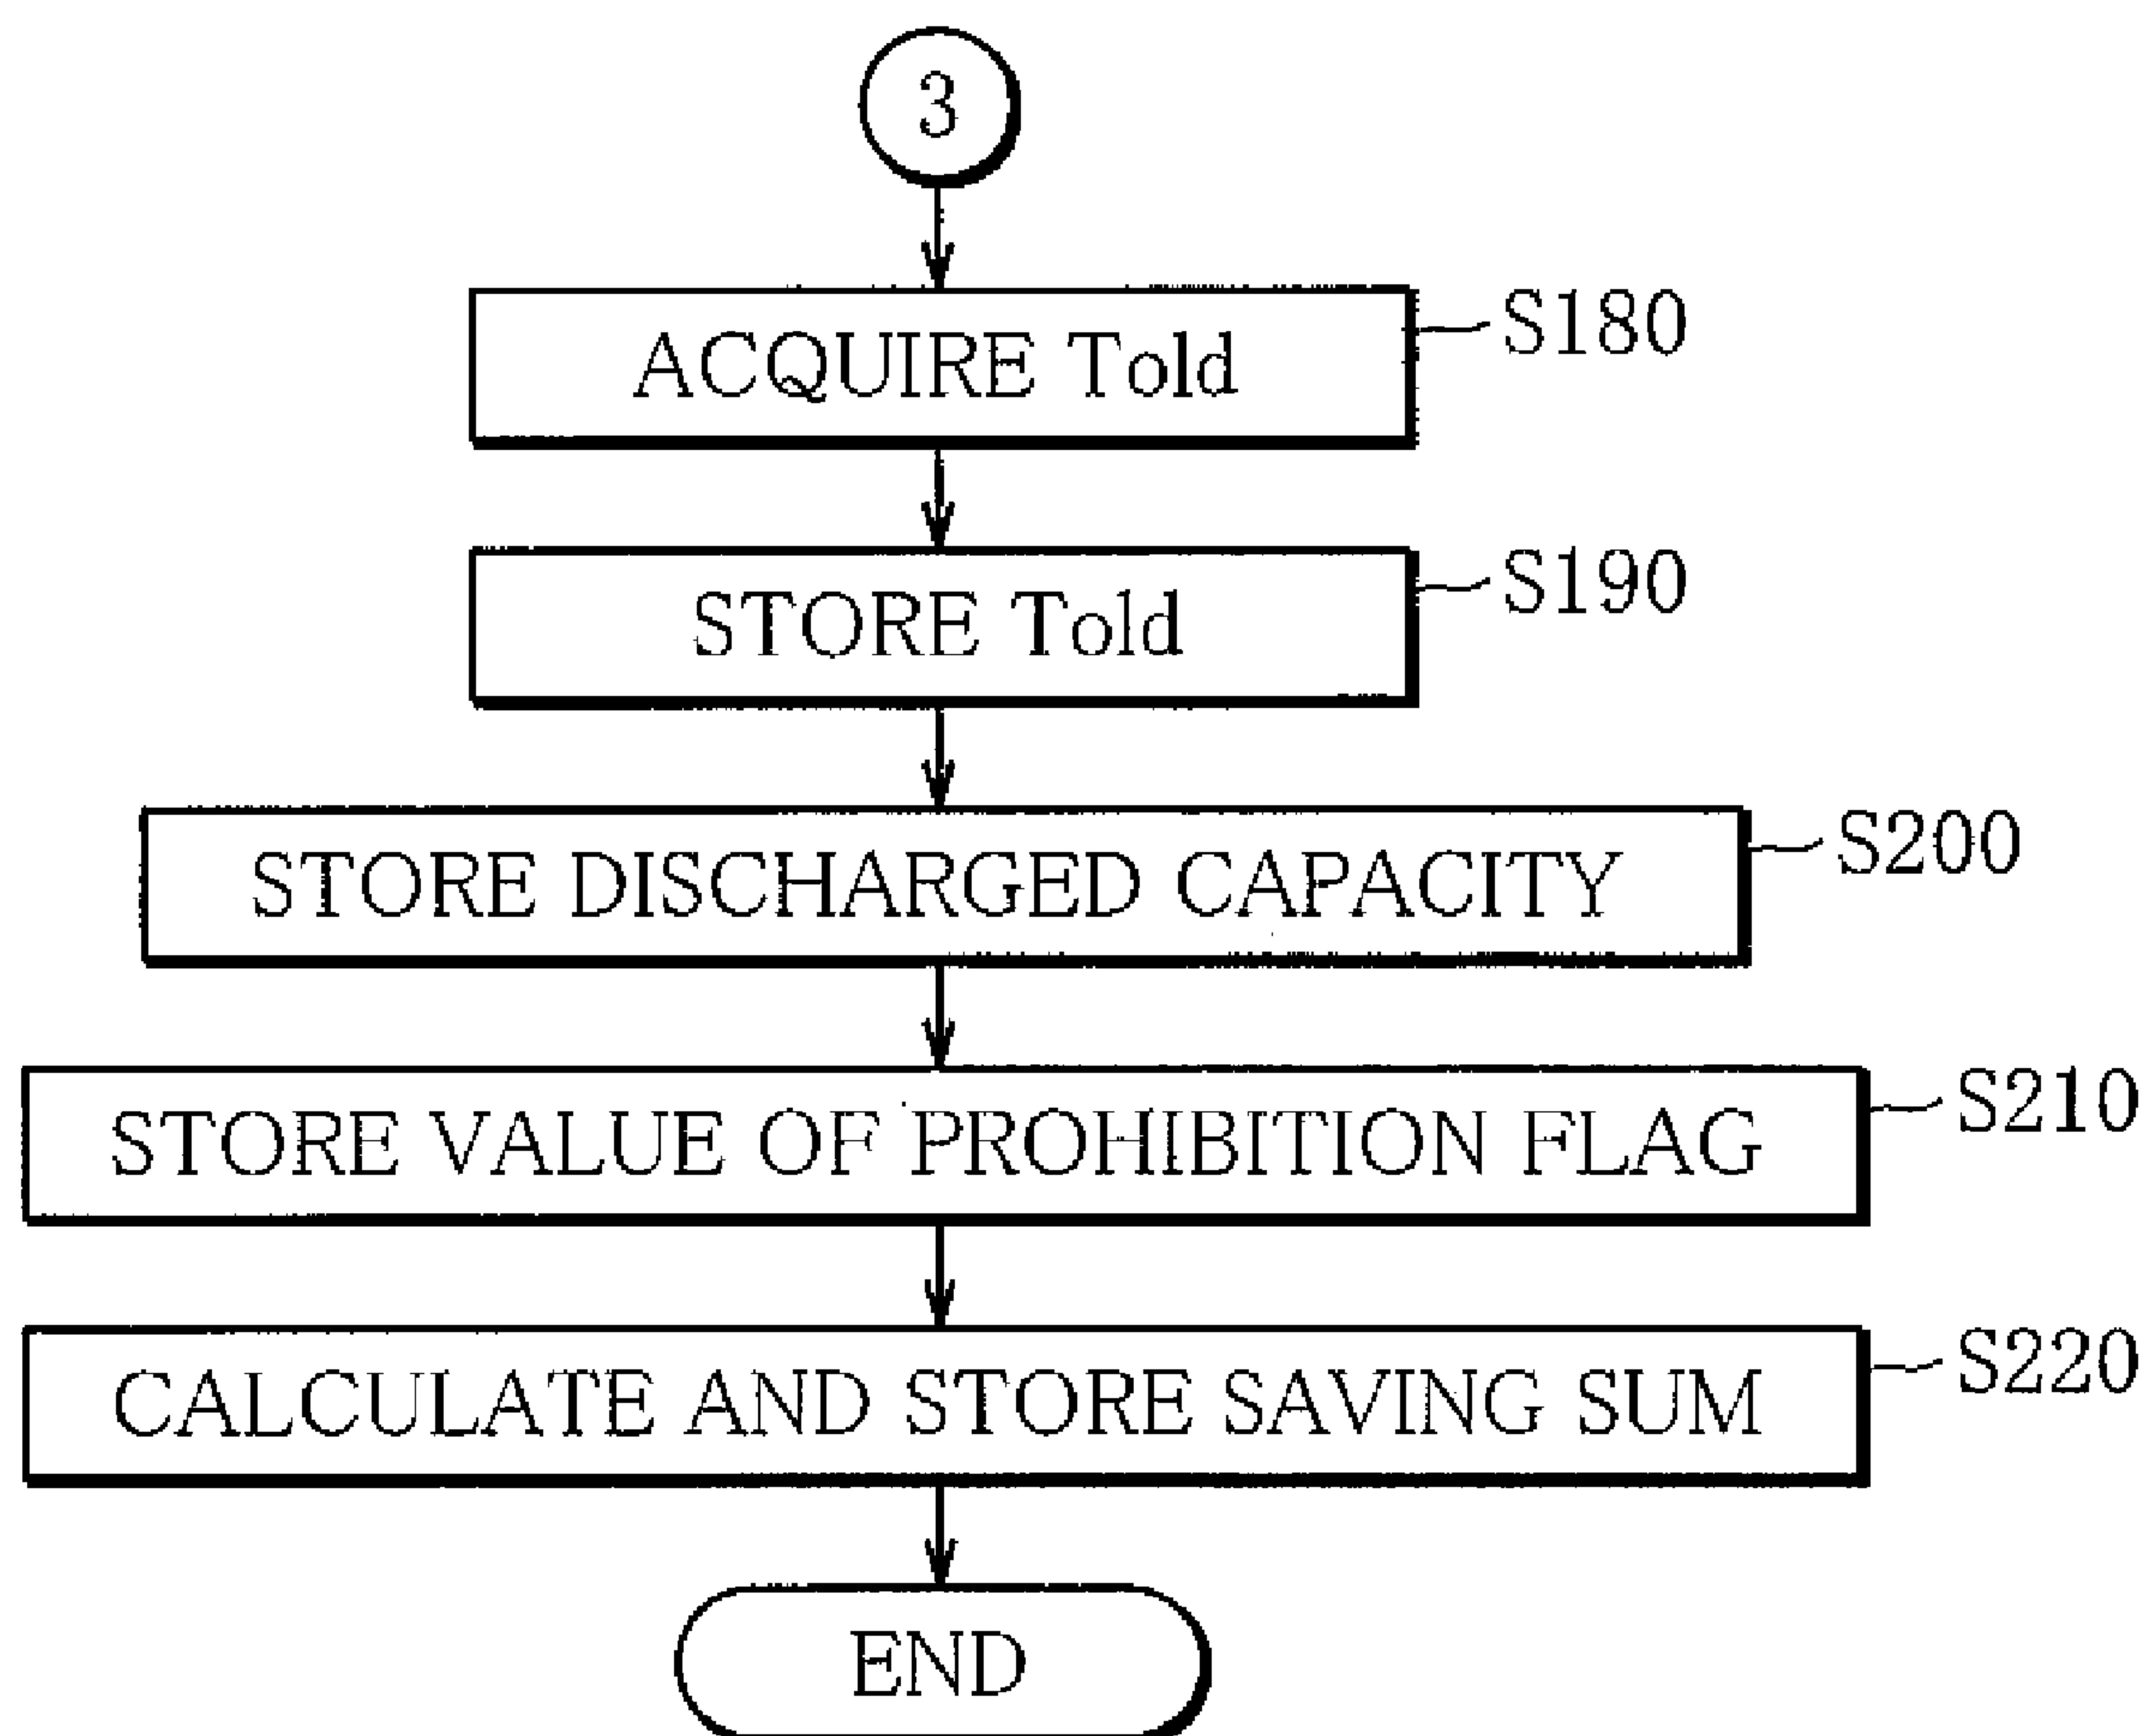 3
ACQUIRE Told
S180
STORE Told
S190
STORE DISCHARGED CAPACITY
S200
STORE VALUE OF PROHIBITION FLAG
S210
CALCULATE AND STORE SAVING SUM
S220
END